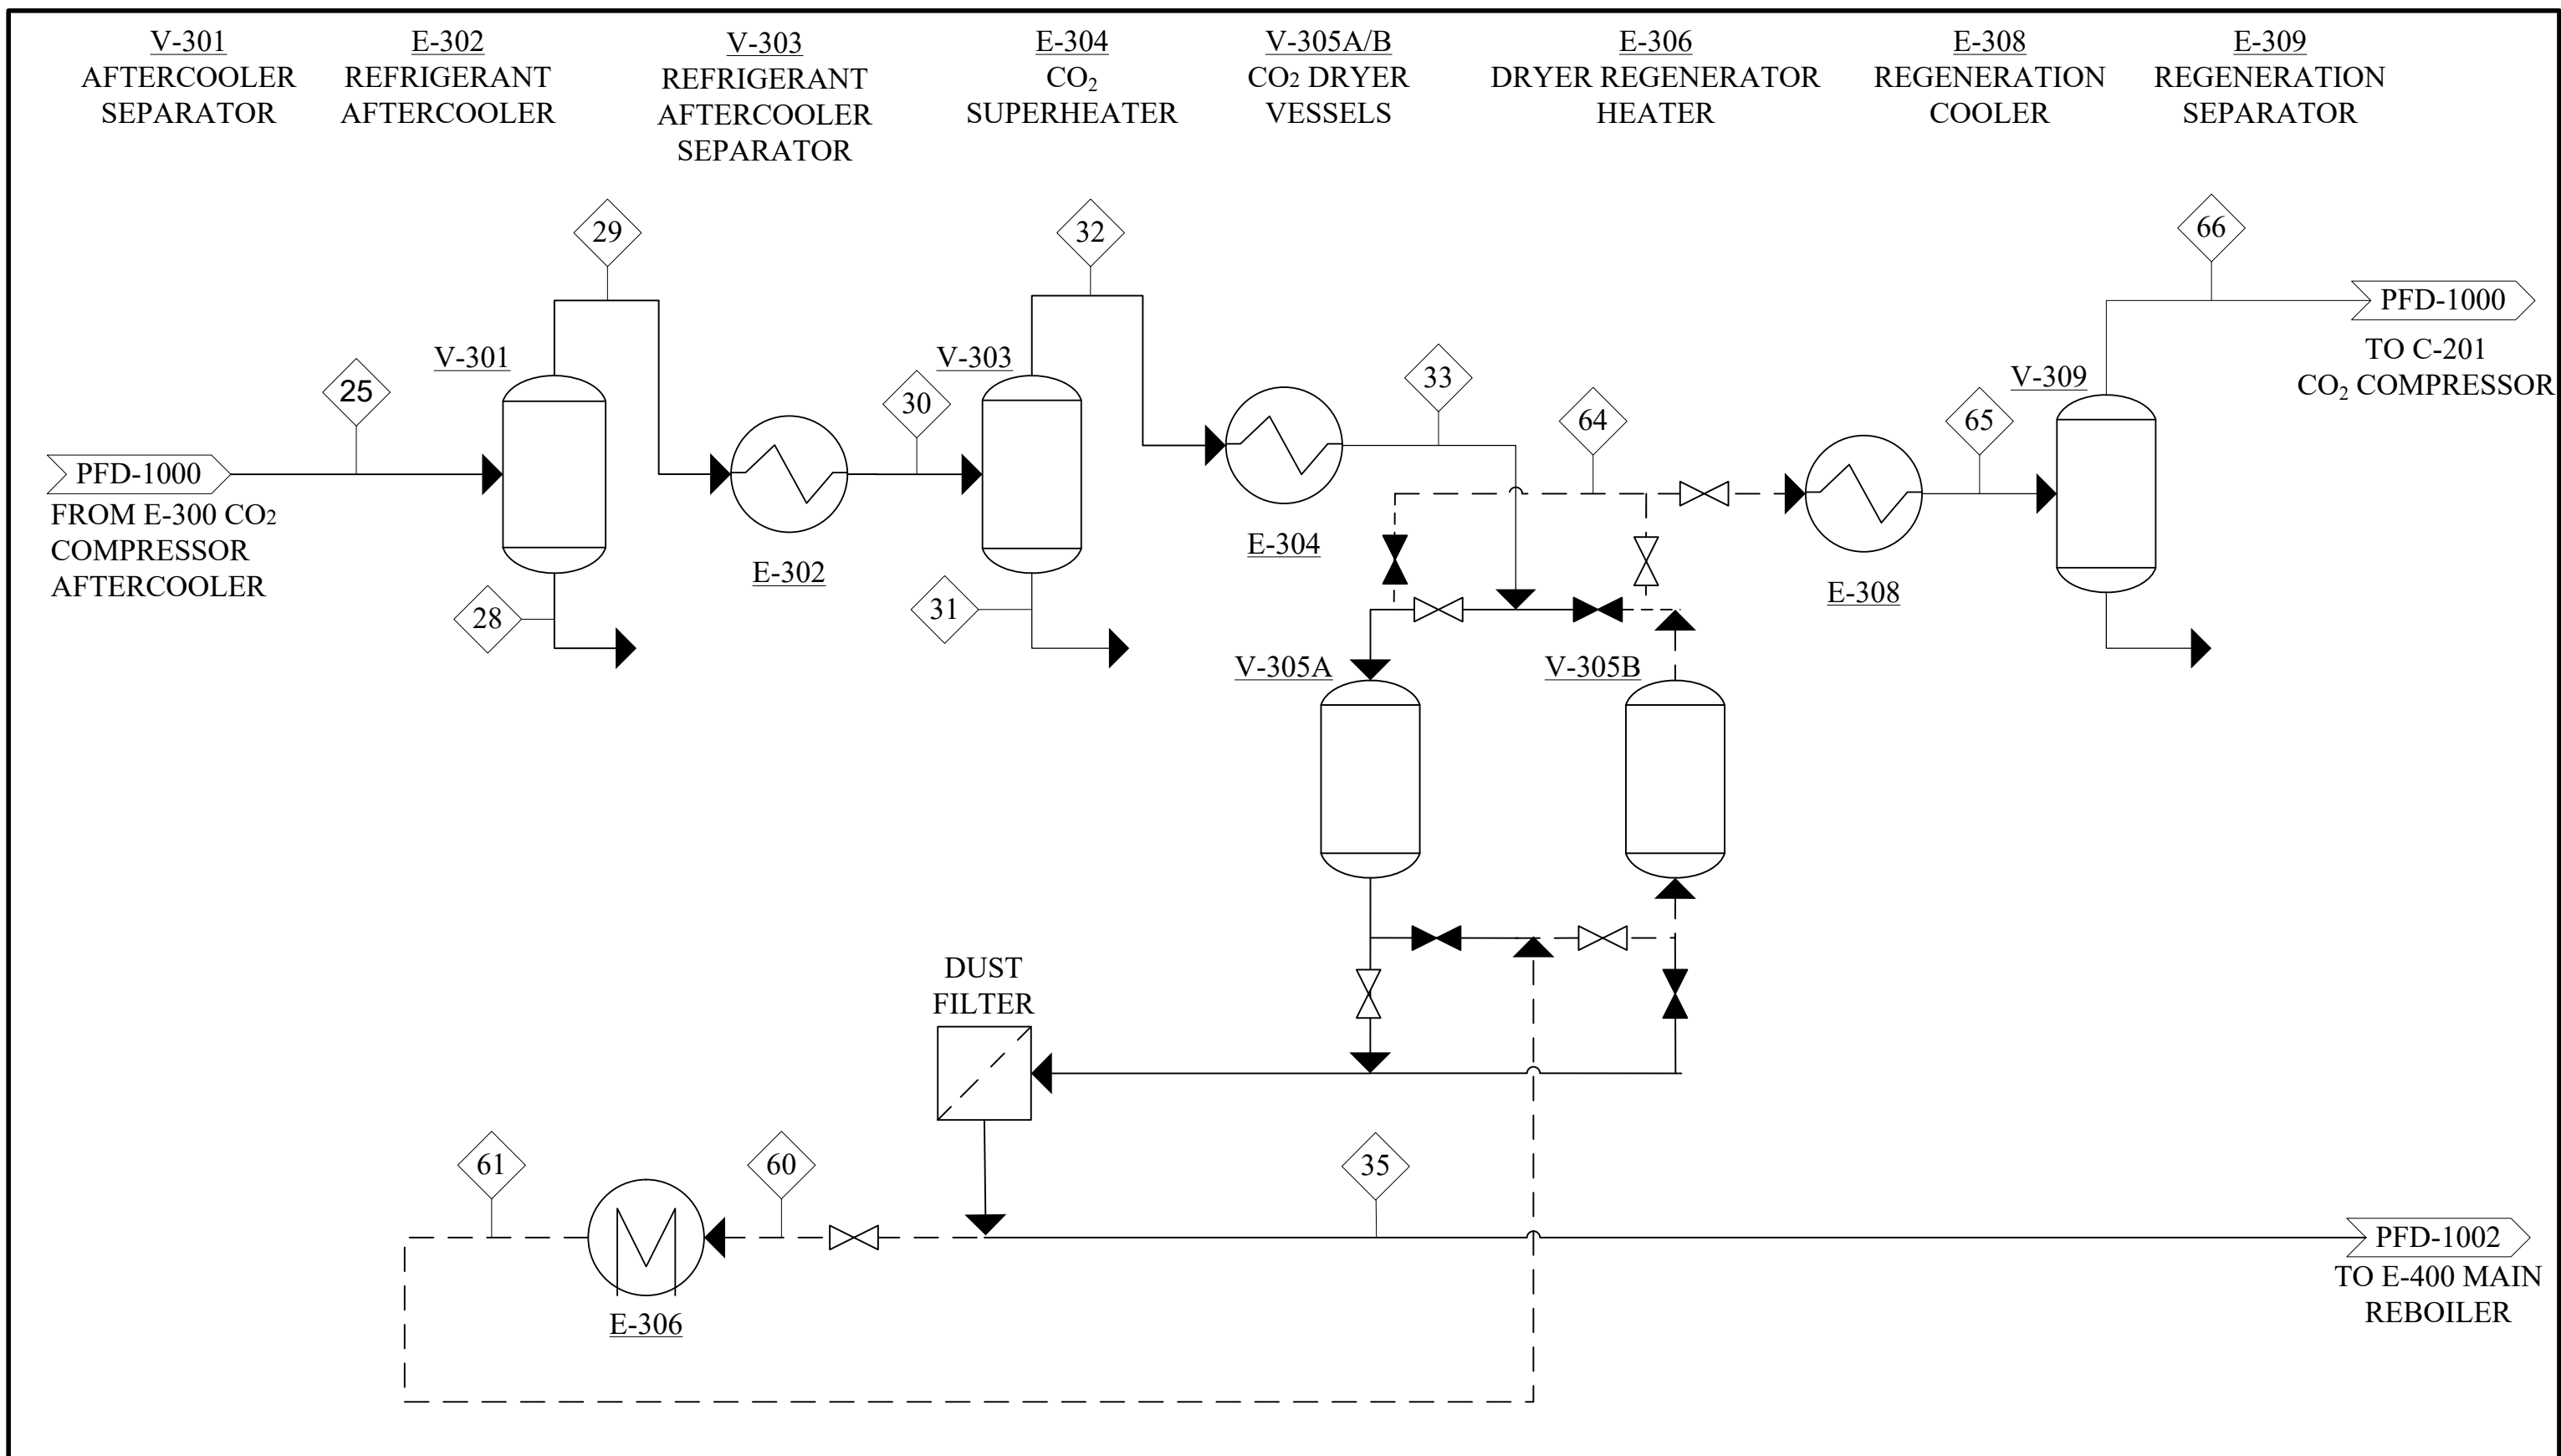 V-301
AFTERCOOLER
SEPARATOR
E-302
REFRIGERANT
AFTERCOOLER
V-303
REFRIGERANT
AFTERCOOLER
SEPARATOR
E-304
CO₂
SUPERHEATER
V-305A/B
CO2 DRYER
VESSELS
E-306
DRYER REGENERATOR
HEATER
E-308
REGENERATION
COOLER
E-309
REGENERATION
SEPARATOR
29
32
66
PFD-1000
TO C-201
CO₂ COMPRESSOR
V-301
V-303
V-309
25
30
33
64
65
PFD-1000
FROM E-300 CO2
COMPRESSOR
AFTERCOOLER
E-302
E-304
E-308
28
31
V-305A
V-305B
DUST
FILTER
61
60
35
E-306
PFD-1002
TO E-400 MAIN
REBOILER